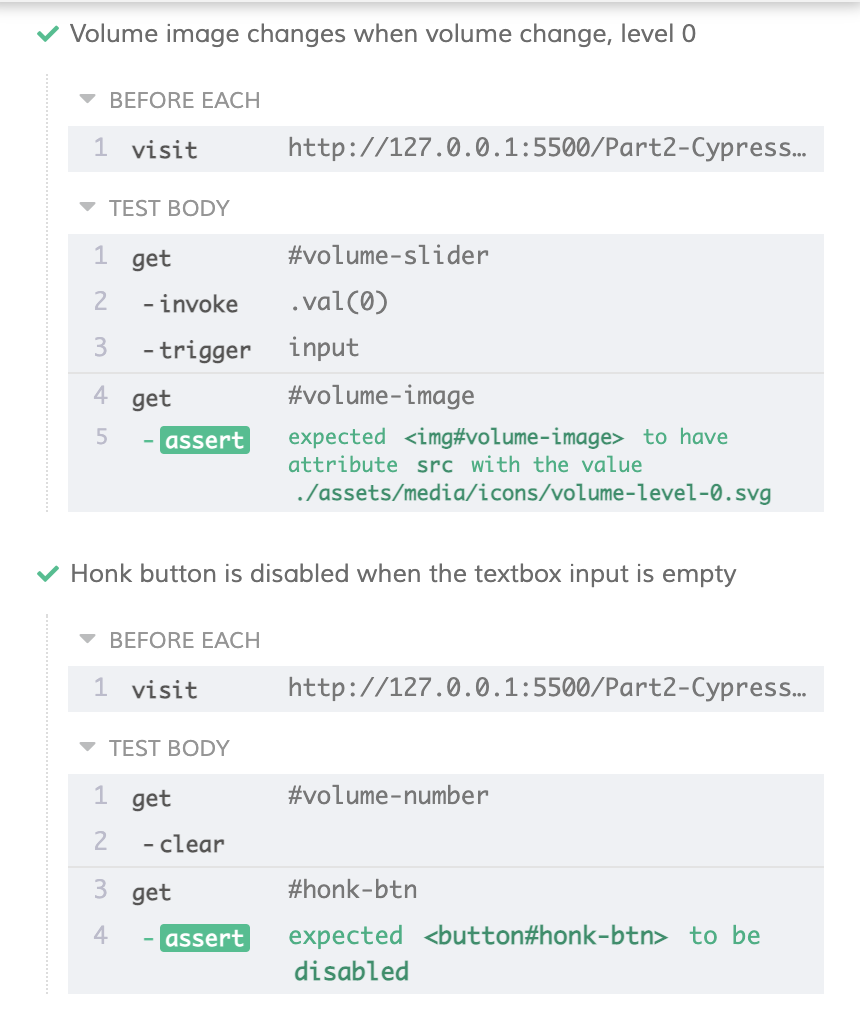 Volume image changes when volume change, level 0
BEFORE EACH
1 visit http://127.0.0.1:5500/Part2-Cypress…
TEST BODY
1 get #volume-slider
2 -invoke .val(0)
3 -trigger input
4 get #volume-image
5 -assert expected <img#volume-image> to have
attribute src with the value
./assets/media/icons/volume-level-0.svg
Honk button is disabled when the textbox input is empty
BEFORE EACH
1 visit http://127.0.0.1:5500/Part2-Cypress…
TEST BODY
1 get #volume-number
2 -clear
3 get #honk-btn
4 -assert expected <button#honk-btn> to be
disabled